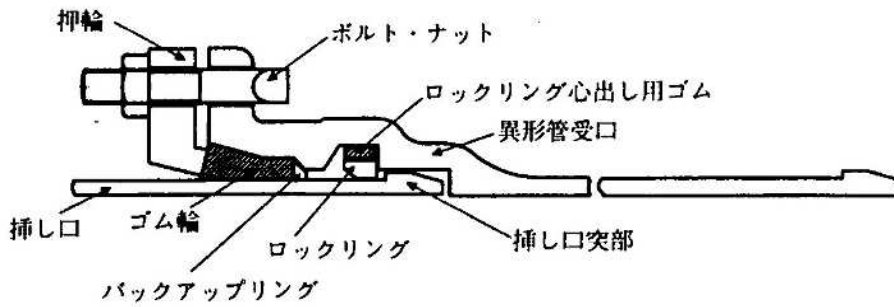 押輪
ボルト・ナット
ロックリング心出し用ゴム
異形管受口
挿し口
ゴム輪
ロックリング
挿し口突部
バックアップリング